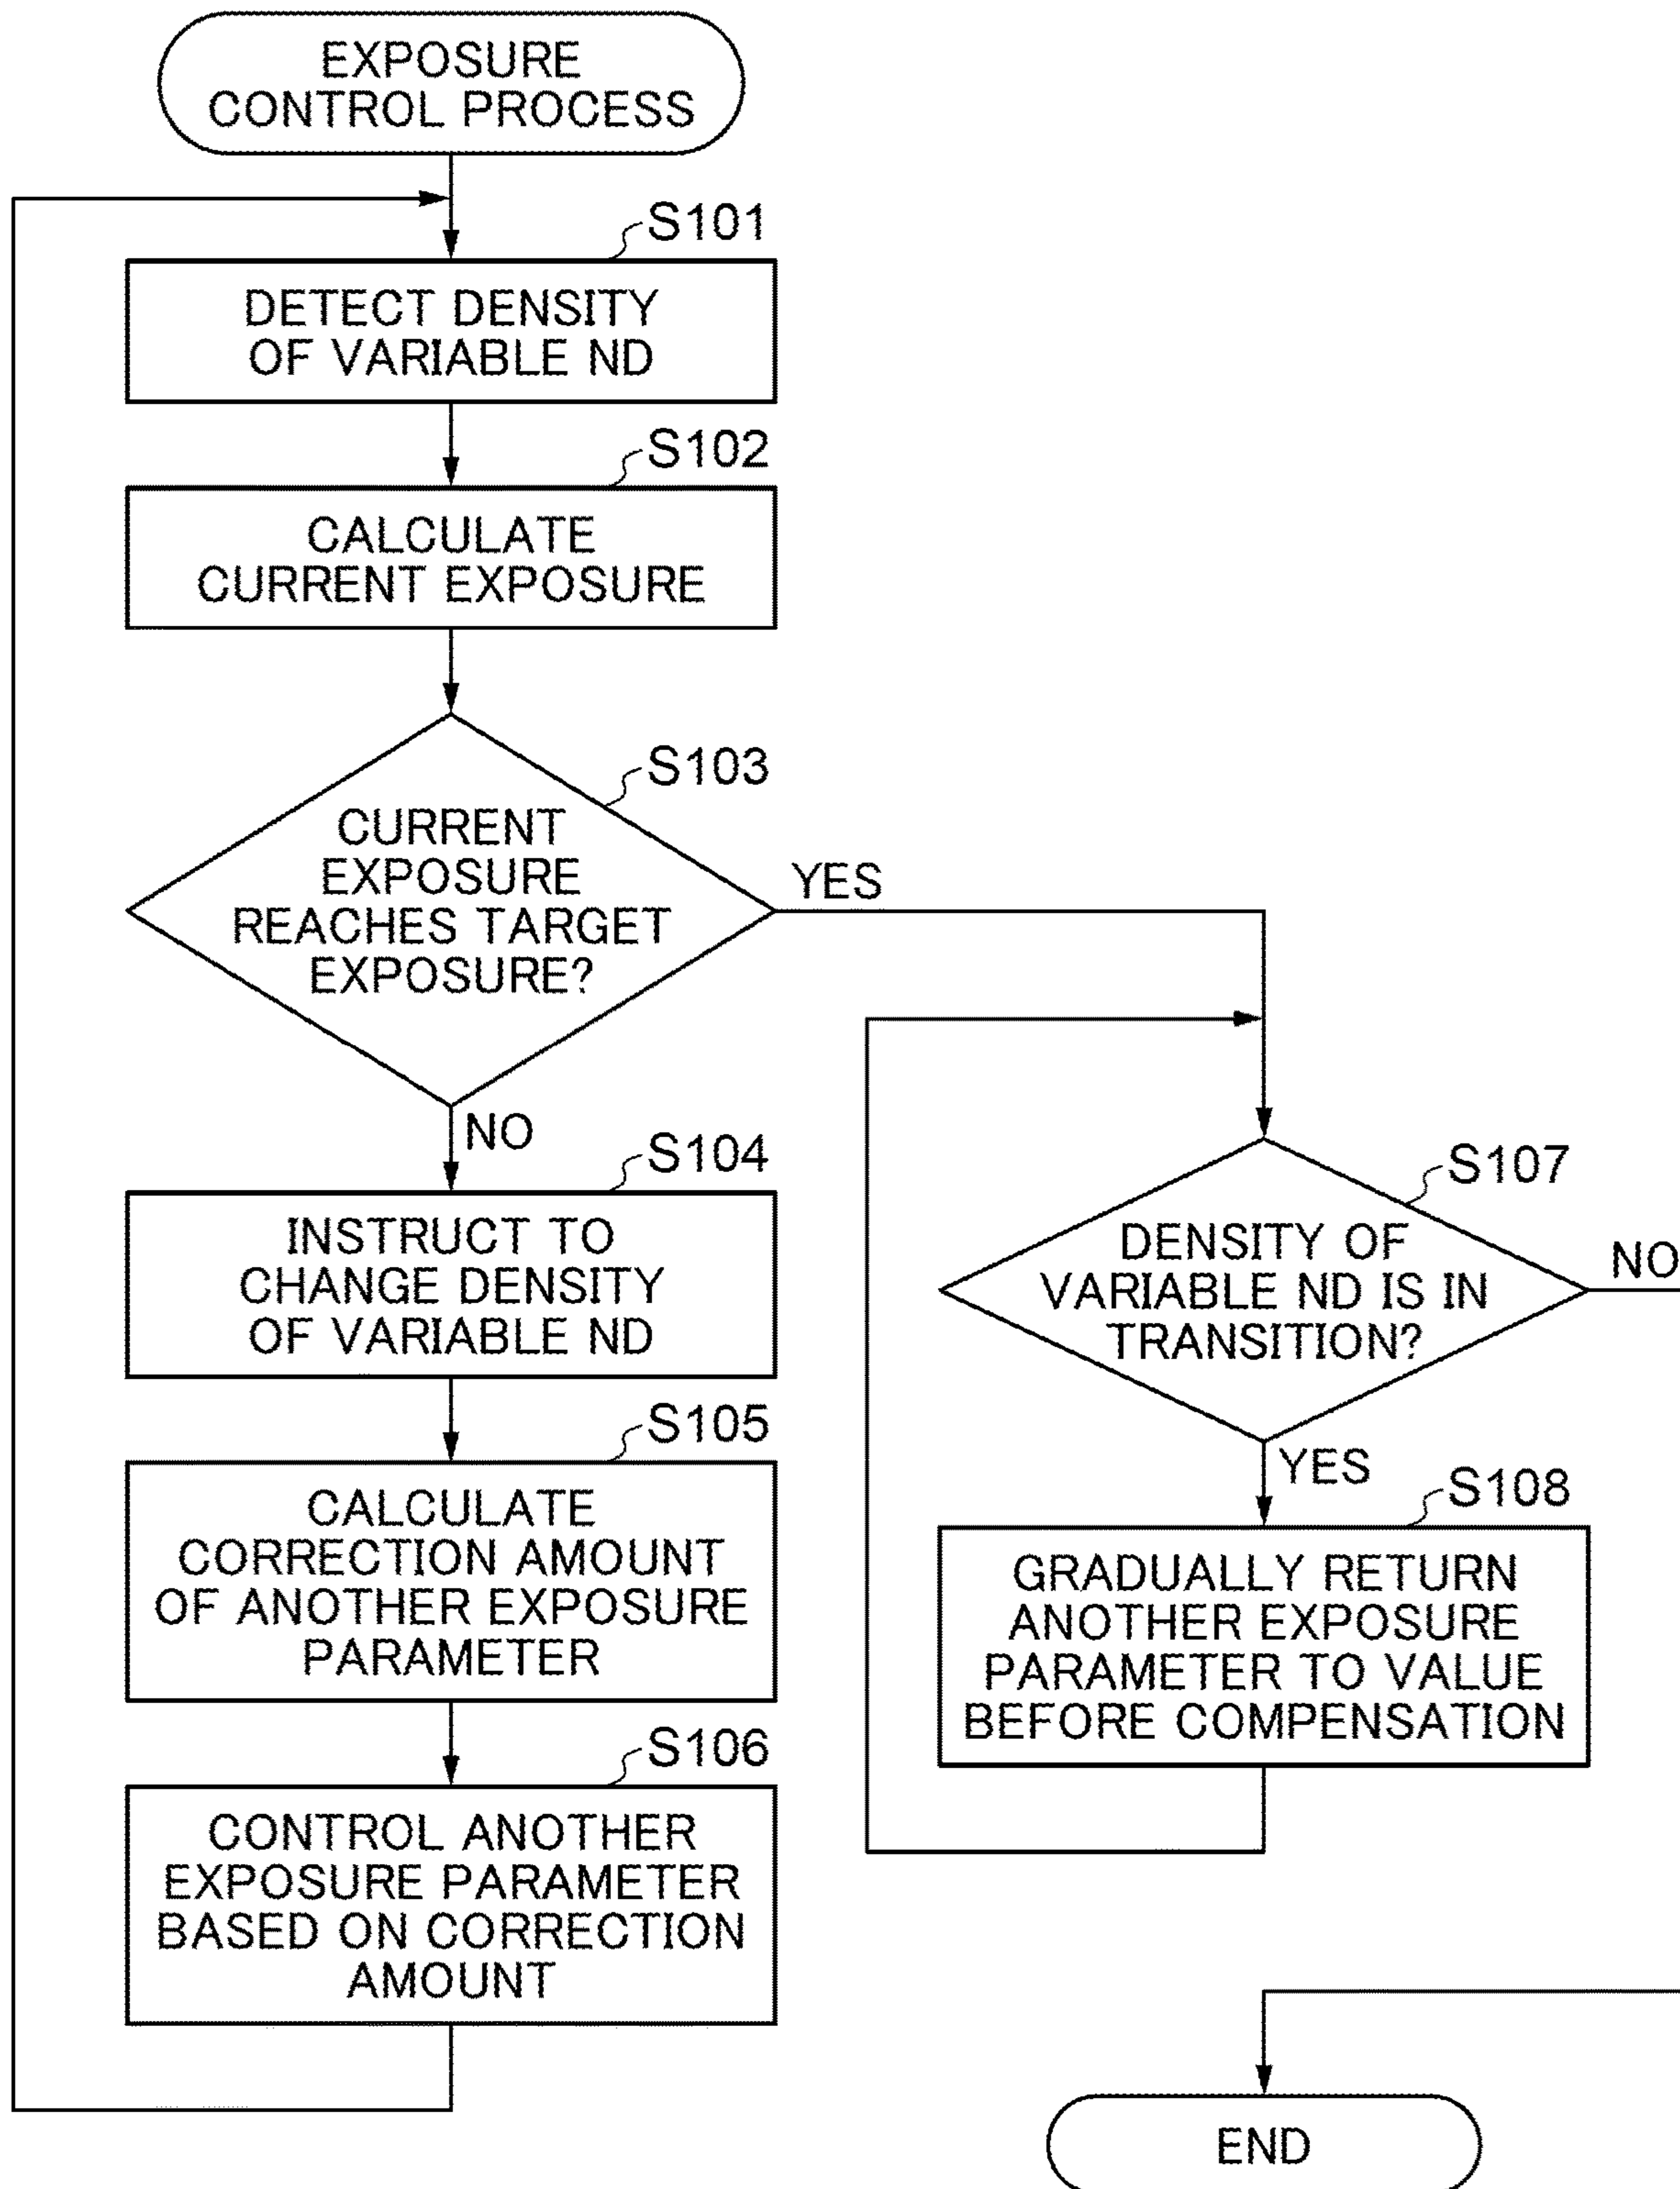 EXPOSURE
CONTROL PROCESS
S101
DETECT DENSITY
OF VARIABLE ND
S102
CALCULATE
CURRENT EXPOSURE
S103
CURRENT
EXPOSURE
REACHES TARGET
EXPOSURE?
YES
NO
S104
INSTRUCT TO
CHANGE DENSITY
OF VARIABLE ND
S105
CALCULATE
CORRECTION AMOUNT
OF ANOTHER EXPOSURE
PARAMETER
S106
CONTROL ANOTHER
EXPOSURE PARAMETER
BASED ON CORRECTION
AMOUNT
S107
DENSITY OF
VARIABLE ND IS IN
TRANSITION?
NO
YES
S108
GRADUALLY RETURN
ANOTHER EXPOSURE
PARAMETER TO VALUE
BEFORE COMPENSATION
END